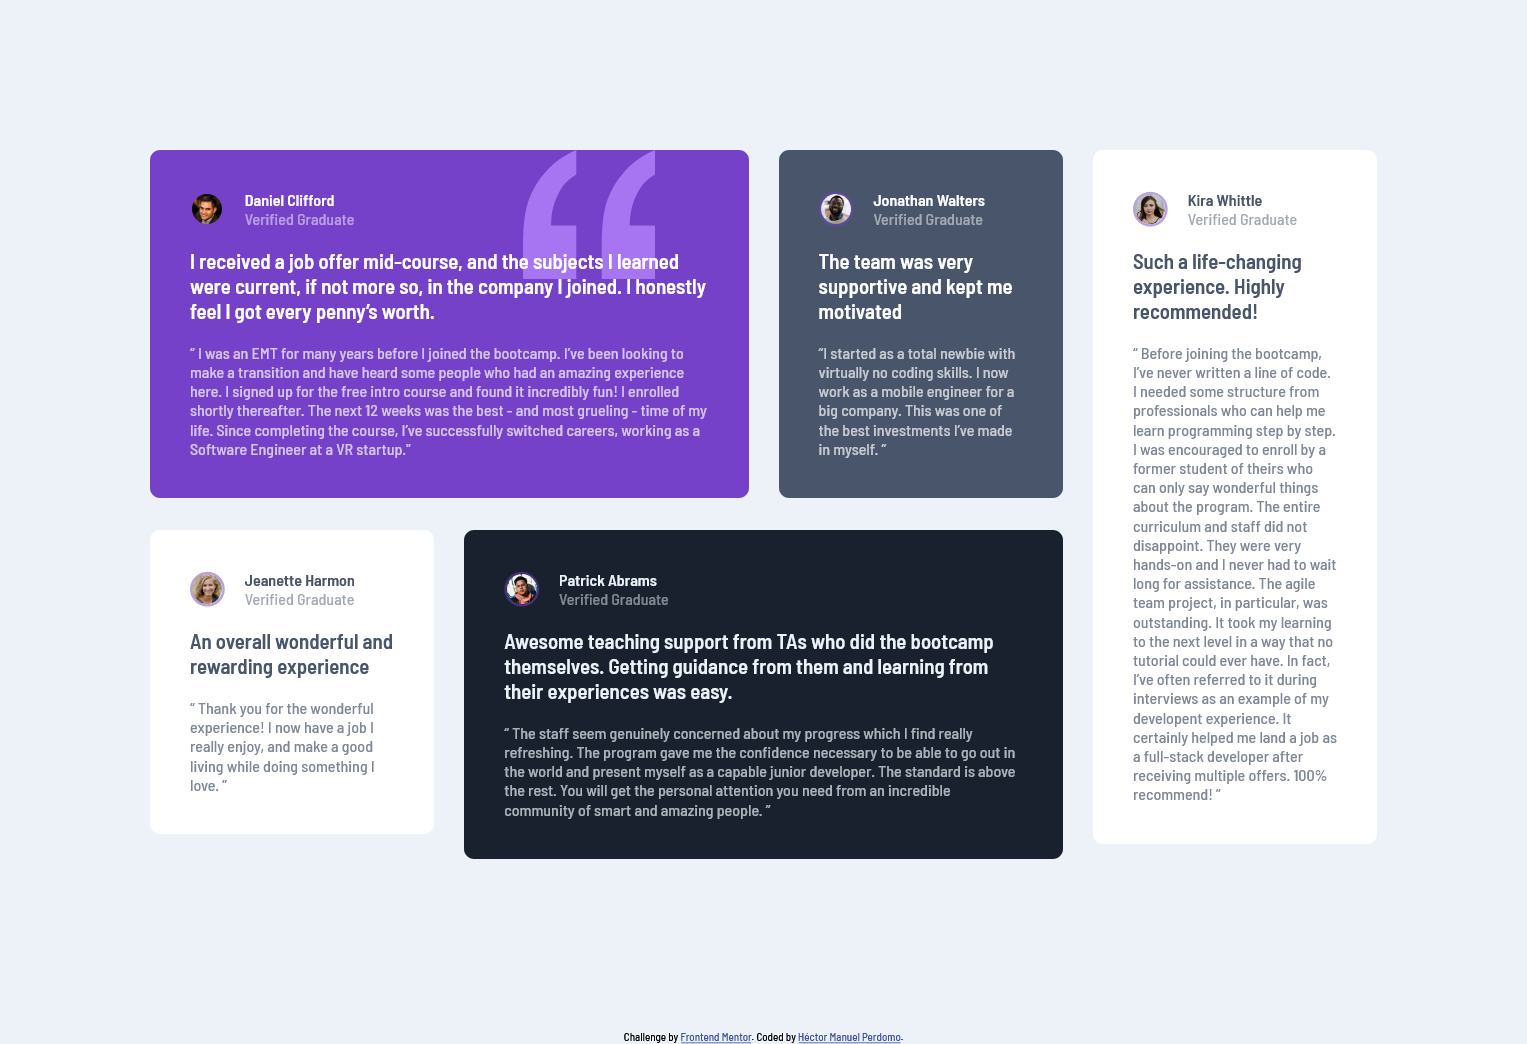 Daniel Clifford
Verified Graduate
I received a job offer mid-course, and the subjects I learned
were current, if not more so, in the company I joined. I honestly
feel I got every penny’s worth.
“ I was an EMT for many years before I joined the bootcamp. I’ve been looking to
make a transition and have heard some people who had an amazing experience
here. I signed up for the free intro course and found it incredibly fun! I enrolled
shortly thereafter. The next 12 weeks was the best - and most grueling - time of my
life. Since completing the course, I’ve successfully switched careers, working as a
Software Engineer at a VR startup."
Jonathan Walters
Verified Graduate
The team was very
supportive and kept me
motivated
“I started as a total newbie with
virtually no coding skills. I now
work as a mobile engineer for a
big company. This was one of
the best investments I’ve made
in myself. ”
Kira Whittle
Verified Graduate
Such a life-changing
experience. Highly
recommended!
“ Before joining the bootcamp,
I’ve never written a line of code.
I needed some structure from
professionals who can help me
learn programming step by step.
I was encouraged to enroll by a
former student of theirs who
can only say wonderful things
about the program. The entire
curriculum and staff did not
disappoint. They were very
hands-on and I never had to wait
long for assistance. The agile
team project, in particular, was
outstanding. It took my learning
to the next level in a way that no
tutorial could ever have. In fact,
I’ve often referred to it during
interviews as an example of my
developent experience. It
certainly helped me land a job as
a full-stack developer after
receiving multiple offers. 100%
recommend! ”
Jeanette Harmon
Verified Graduate
An overall wonderful and
rewarding experience
“ Thank you for the wonderful
experience! I now have a job I
really enjoy, and make a good
living while doing something I
love. ”
Patrick Abrams
Verified Graduate
Awesome teaching support from TAs who did the bootcamp
themselves. Getting guidance from them and learning from
their experiences was easy.
“ The staff seem genuinely concerned about my progress which I find really
refreshing. The program gave me the confidence necessary to be able to go out in
the world and present myself as a capable junior developer. The standard is above
the rest. You will get the personal attention you need from an incredible
community of smart and amazing people. ”
Challenge by Frontend Mentor. Coded by Héctor Manuel Perdomo.